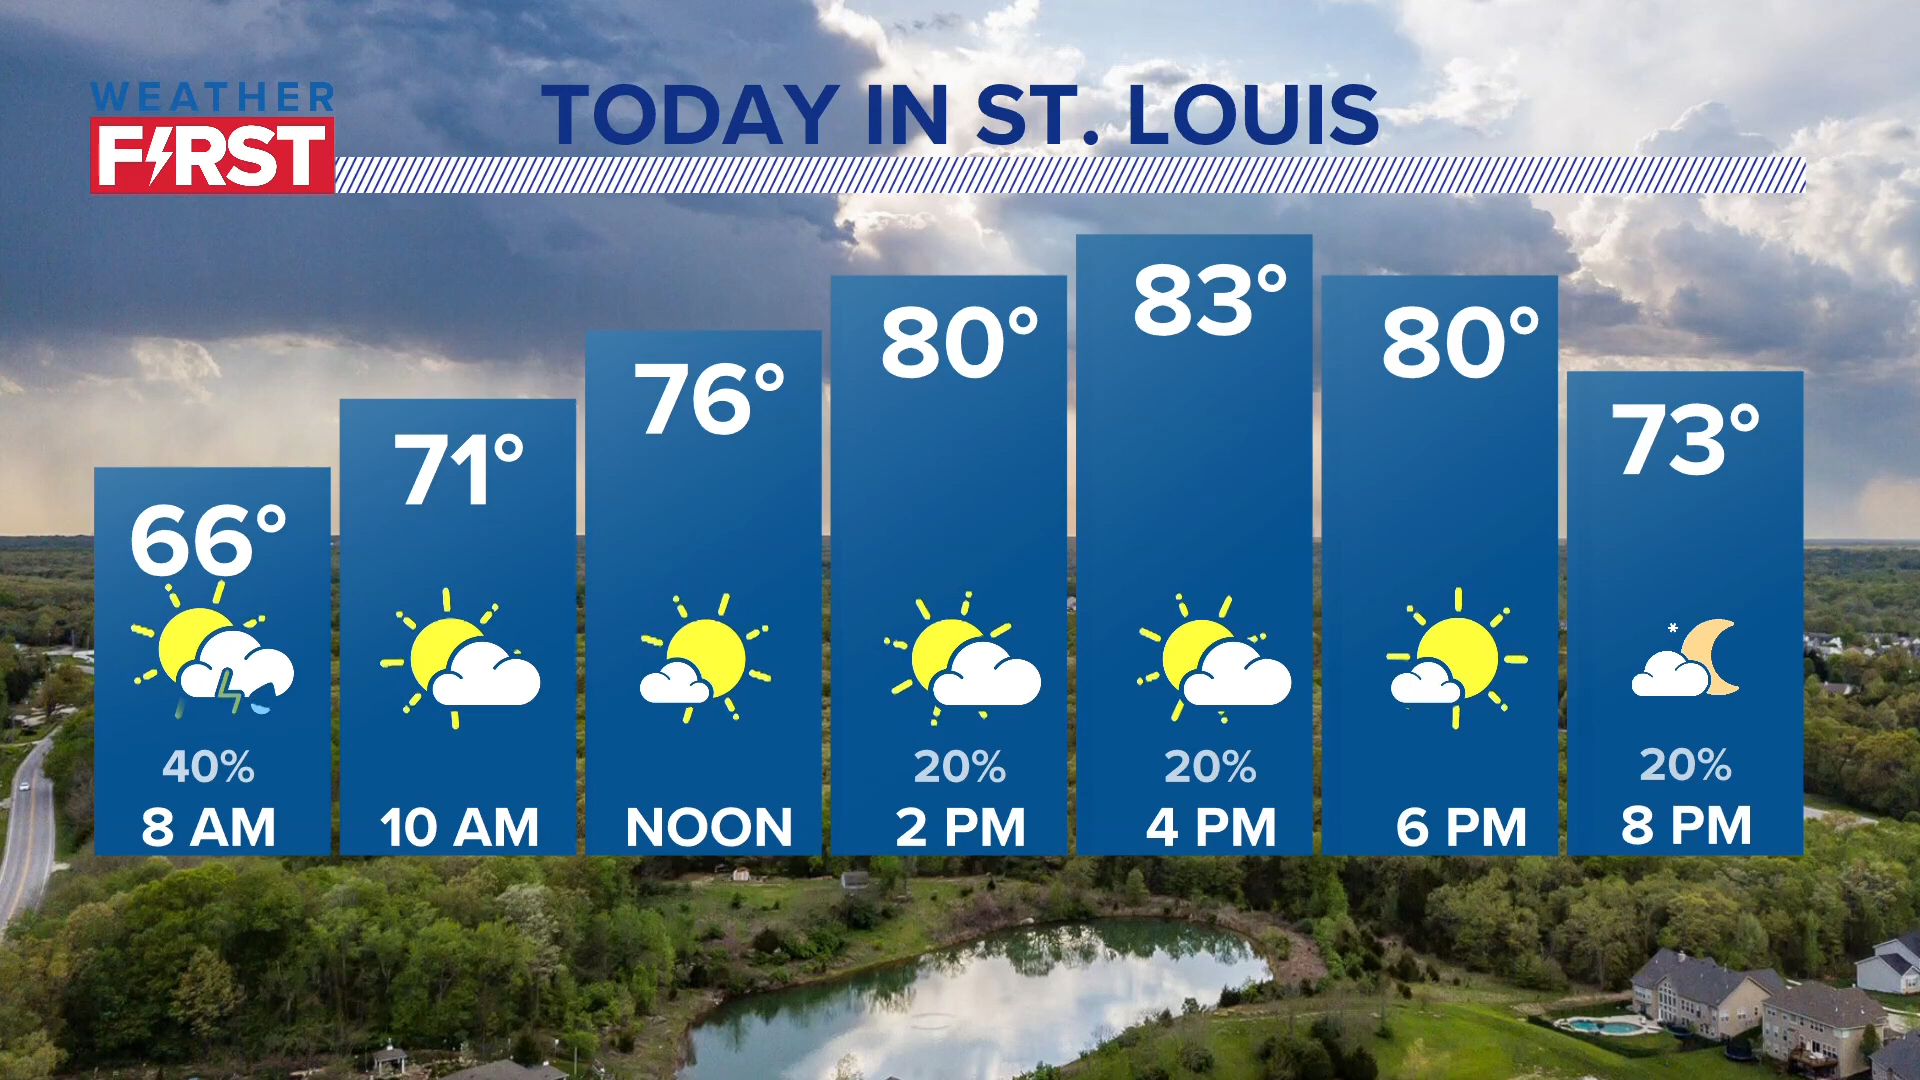 WEATHER
FIRST
TODAY IN ST. LOUIS
66°
40%
8 AM
71°
10 AM
76°
NOON
80°
20%
2 PM
83°
20%
4 PM
80°
6 PM
73°
20%
8 PM